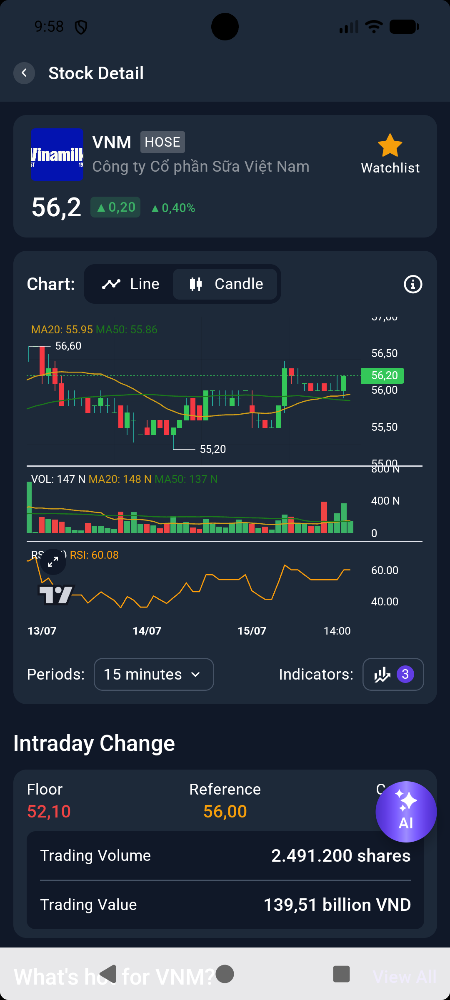 9:58
Stock Detail
Vinamilk
VNM HOSE
Công ty Cổ phần Sữa Việt Nam
Watchlist
56,2 ▲0,20 ▲0,40%
Chart: Line Candle
57,00
MA20: 55.95 MA50: 55.86
56,60
56,50
56,20
56,00
55,50
55,20
55,00
800 N
VOL: 147 N MA20: 148 N MA50: 137 N
400 N
0
RSI: 60.08
60.00
40.00
13/07 14/07 15/07 14:00
Periods: 15 minutes Indicators: 3
Intraday Change
Floor Reference
52,10 56,00
AI
Trading Volume 2.491.200 shares
Trading Value 139,51 billion VND
What's hot for VNM? View All